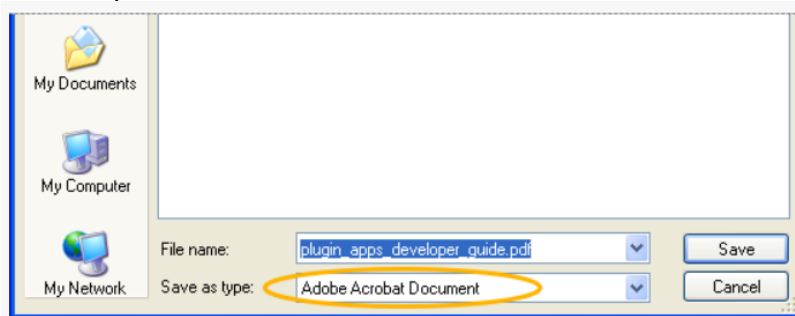 My Documents
My Computer
My Network
File name:
plugin_apps_developer_guide.pdf
Save
Save as type:
Adobe Acrobat Document
Cancel